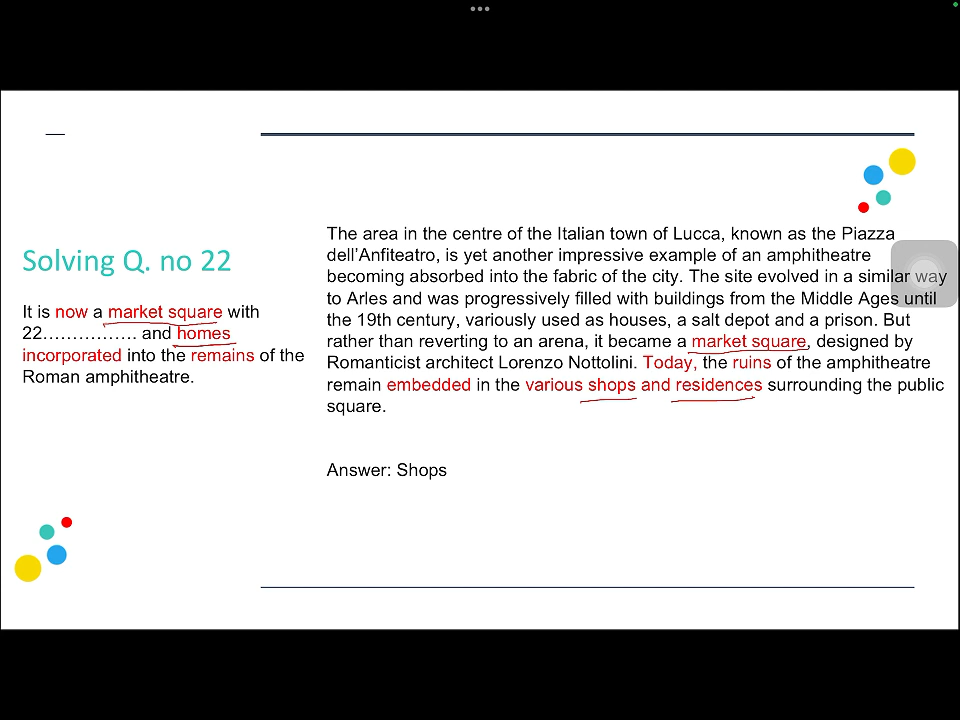 Solving Q. no 22
It is now a market square with
22................ and homes
incorporated into the remains of the
Roman amphitheatre.
The area in the centre of the Italian town of Lucca, known as the Piazza
dell'Anfiteatro, is yet another impressive example of an amphitheatre
becoming absorbed into the fabric of the city. The site evolved in a similar way
to Arles and was progressively filled with buildings from the Middle Ages until
the 19th century, variously used as houses, a salt depot and a prison. But
rather than reverting to an arena, it became a market square, designed by
Romanticist architect Lorenzo Nottolini. Today, the ruins of the amphitheatre
remain embedded in the various shops and residences surrounding the public
square.
Answer: Shops